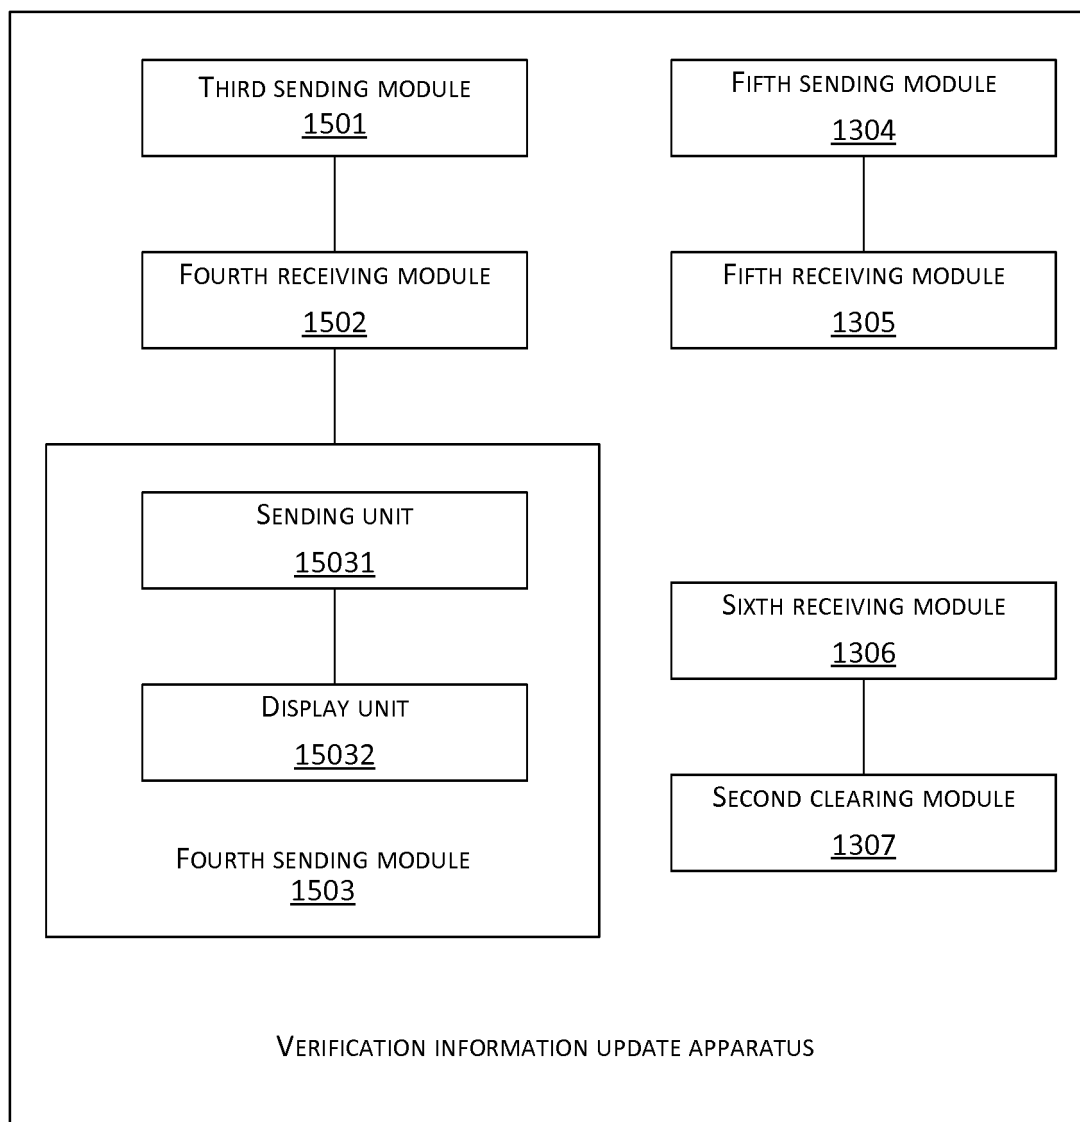 Third sending module
1501
Fourth receiving module
1502
Sending unit
15031
Display unit
15032
Fourth sending module
1503
Fifth sending module
1304
Fifth receiving module
1305
Sixth receiving module
1306
Second clearing module
1307
Verification information update apparatus